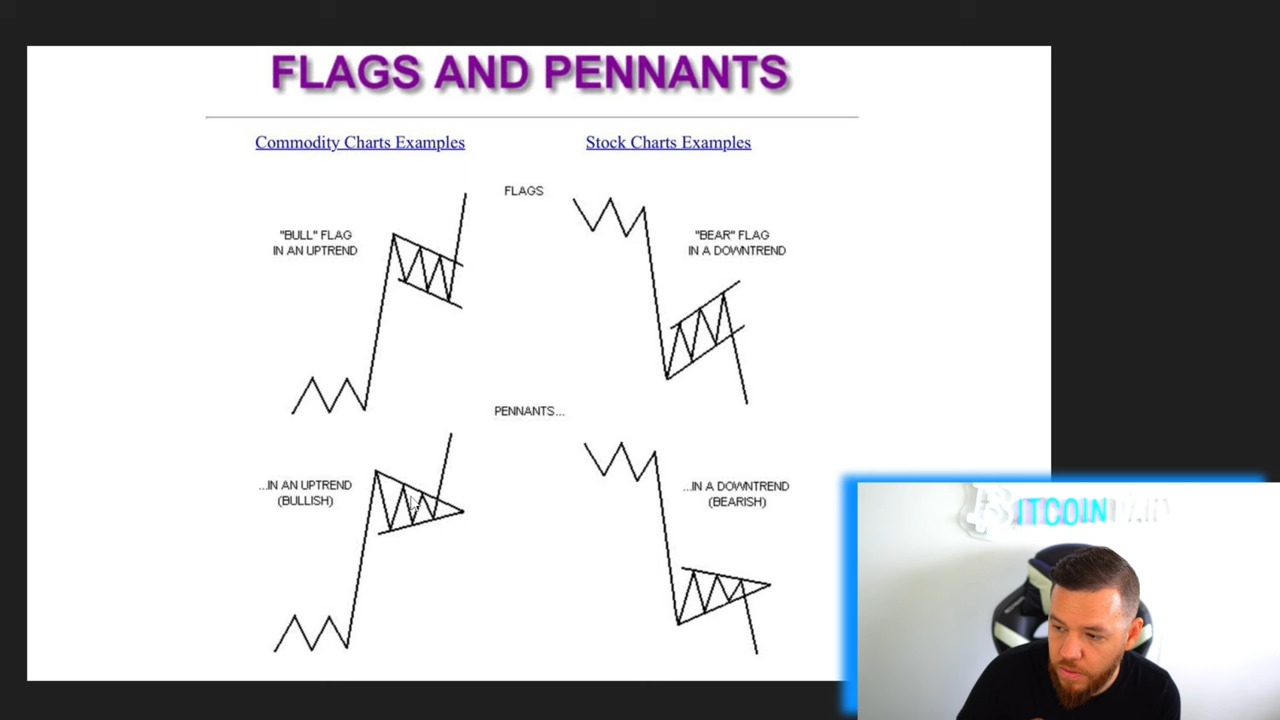 FLAGS AND PENNANTS
Commodity Charts Examples
Stock Charts Examples
FLAGS
"BULL" FLAG
IN AN UPTREND
"BEAR" FLAG
IN A DOWNTREND
PENNANTS...
...IN AN UPTREND
(BULLISH)
...IN A DOWNTREND
(BEARISH)
BITCOIN